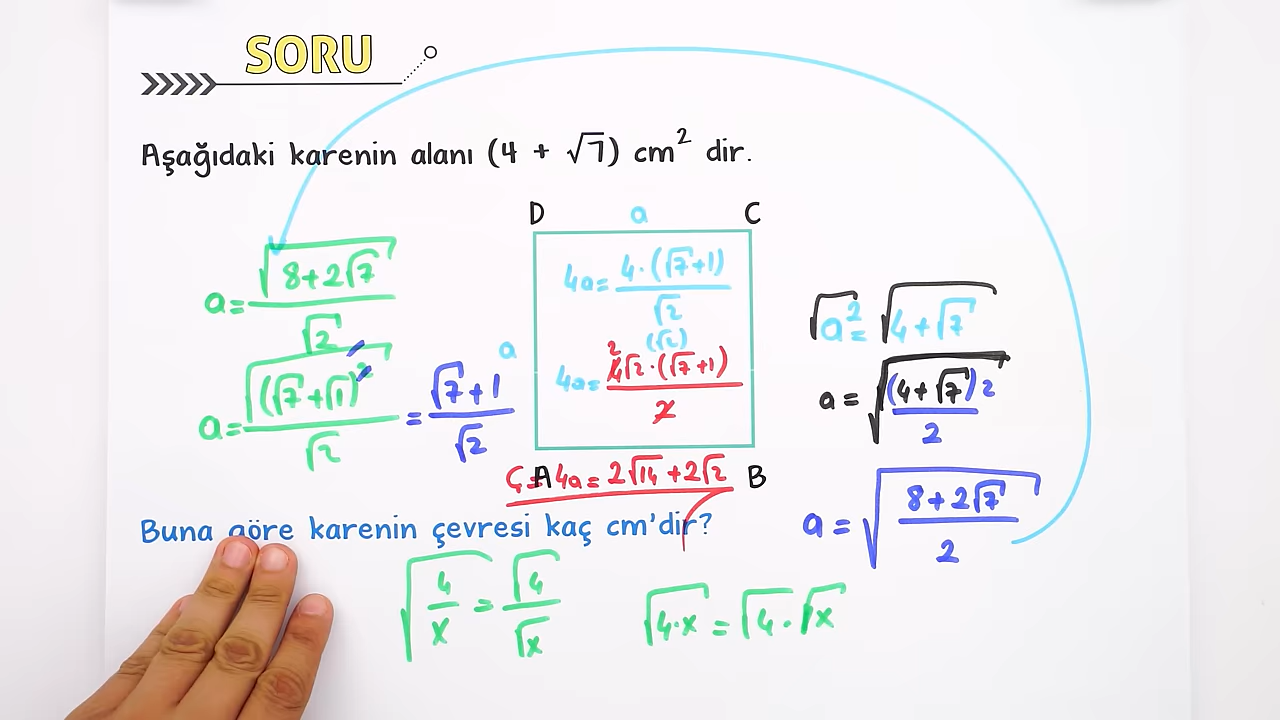 SORU
Aşağıdaki karenin alanı (4 + √7) cm² dir.
D a C
a = √(8+2√7) / √2
a = √(√7+√1)² / √2 = (√7+1) / √2
a
4a = 4·(√7+1) / √2
(√2)
4a = 4√2·(√7+1) / 2
2
√a² = √(4+√7)
a = √((4+√7)2 / 2)
a = √((8+2√7) / 2)
A B
Ç = 4a = 2√14 + 2√2
Buna göre karenin çevresi kaç cm'dir?
√(4/x) = √4 / √x
√(4·x) = √4 · √x